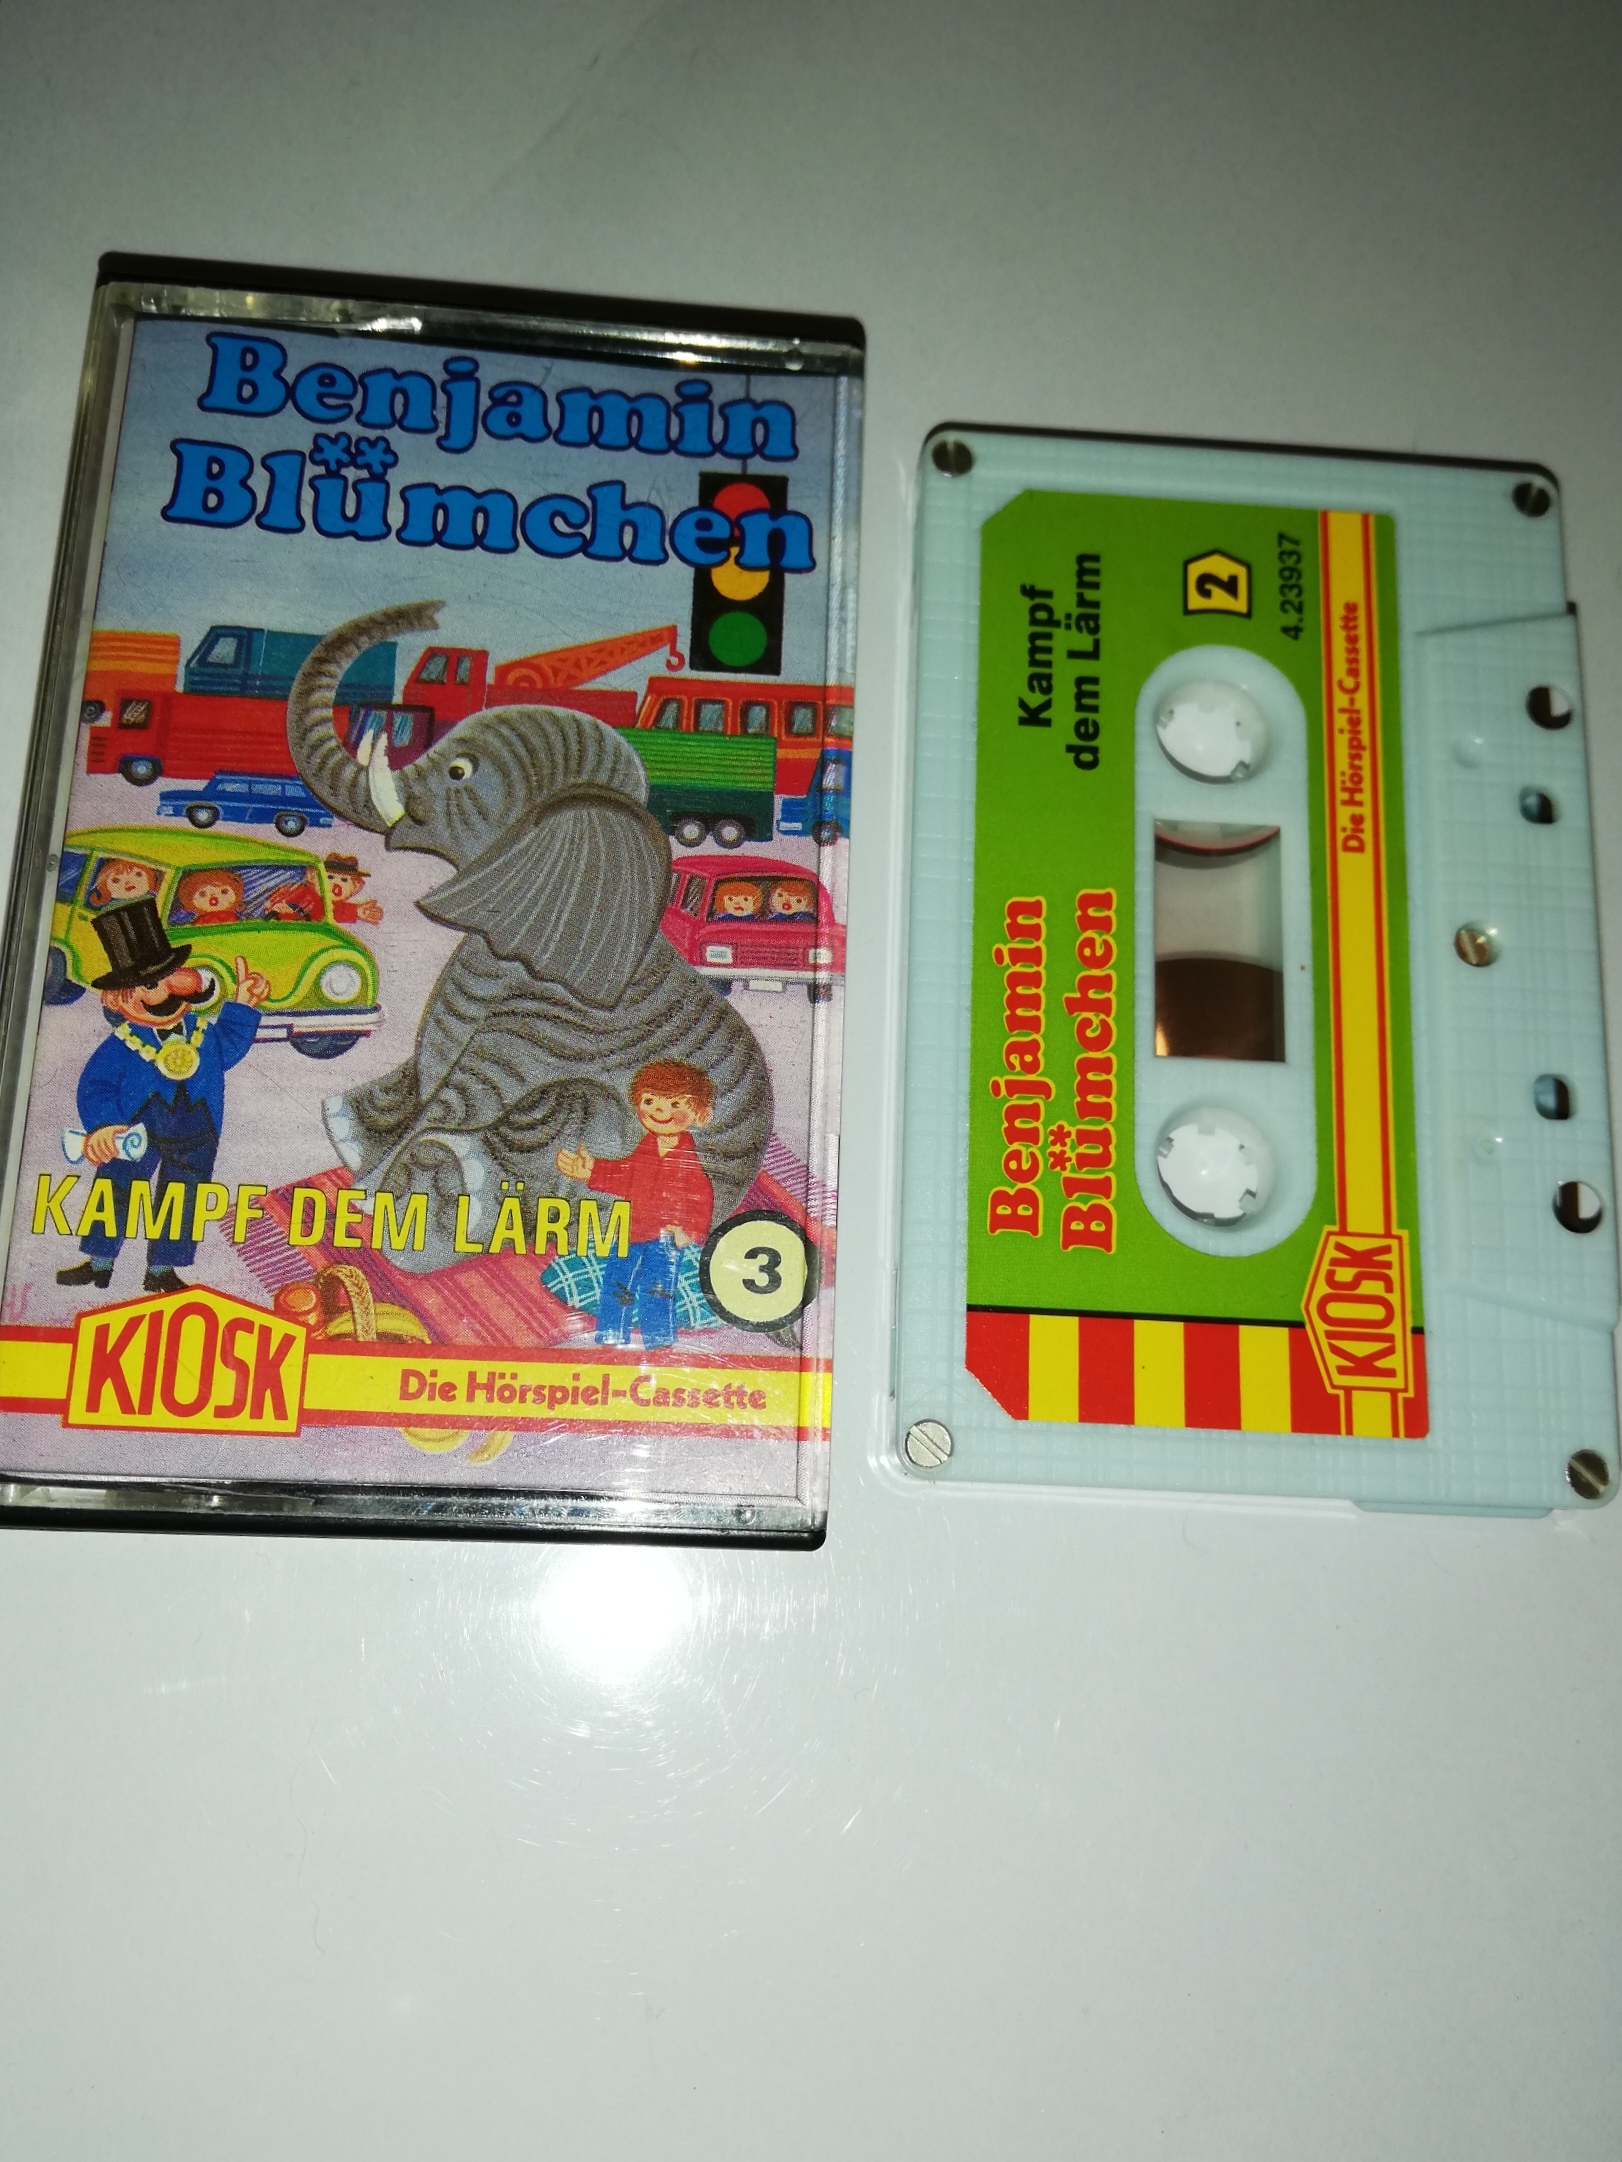 Benjamin
Blümchen
KAMPF DEM LÄRM
3
KIOSK
Die Hörspiel-Cassette
Benjamin
Blümchen
Kampf
dem Lärm
2
4.23937
KIOSK
Die Hörspiel-Cassette